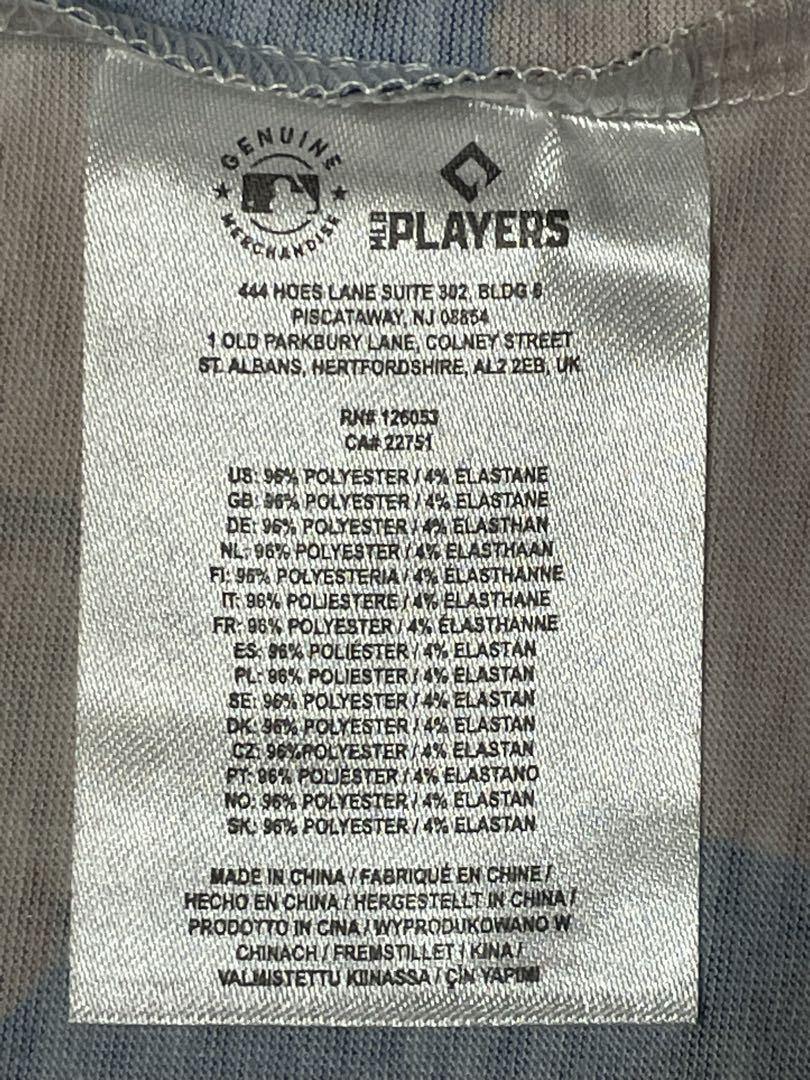 GENUINE
MERCHANDISE
MLB PLAYERS
444 HOES LANE SUITE 302, BLDG 6
PISCATAWAY, NJ 08854
1 OLD PARKBURY LANE, COLNEY STREET
ST. ALBANS, HERTFORDSHIRE, AL2 2EB, UK
RN# 126053
CA# 22751
US: 96% POLYESTER / 4% ELASTANE
GB: 96% POLYESTER / 4% ELASTANE
DE: 96% POLYESTER / 4% ELASTHAN
NL: 96% POLYESTER / 4% ELASTHAAN
FI: 96% POLYESTERIA / 4% ELASTHANNE
IT: 96% POLIESTERE / 4% ELASTHANE
FR: 96% POLYESTER / 4% ÉLASTHANNE
ES: 96% POLIÉSTER / 4% ELASTAN
PL: 96% POLIESTER / 4% ELASTAN
SE: 96% POLYESTER / 4% ELASTAN
DK: 96% POLYESTER / 4% ELASTAN
CZ: 96%POLYESTER / 4% ELASTAN
PT: 96% POLIÉSTER / 4% ELASTANO
NO: 96% POLYESTER / 4% ELASTAN
SK: 96% POLYESTER / 4% ELASTAN
MADE IN CHINA / FABRIQUÉ EN CHINE /
HECHO EN CHINA / HERGESTELLT IN CHINA /
PRODOTTO IN CINA / WYPRODUKOWANO W
CHINACH / FREMSTILLET I KINA /
VALMISTETTU KIINASSA / ÇİN YAPIMI